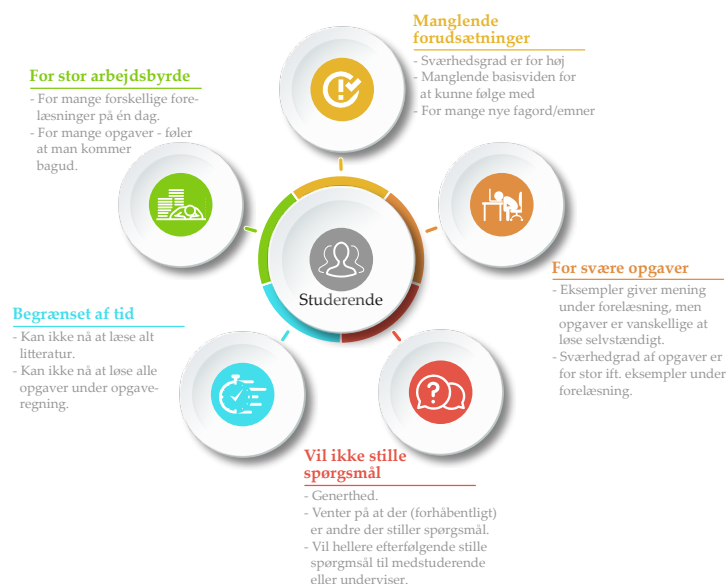 Manglende
forudsætninger
- Sværhedsgrad er for høj
- Manglende basisviden for
at kunne følge med
- For mange nye fagord/emner
For stor arbejdsbyrde
- For mange forskellige fore-
læsninger på én dag.
- For mange opgaver - føler
at man kommer
bagud.
Studerende
For svære opgaver
- Eksempler giver mening
under forelæsning, men
opgaver er vanskellige at
løse selvstændigt.
- Sværhedgrad af opgaver er
for stor ift. eksempler under
forelæsning.
Begrænset af tid
- Kan ikke nå at læse alt
litteratur.
- Kan ikke nå at løse alle
opgaver under opgave-
regning.
Vil ikke stille
spørgsmål
- Generthed.
- Venter på at der (forhåbentligt)
er andre der stiller spørgsmål.
- Vil hellere efterfølgende stille
spørgmsål til medstuderende
eller underviser.